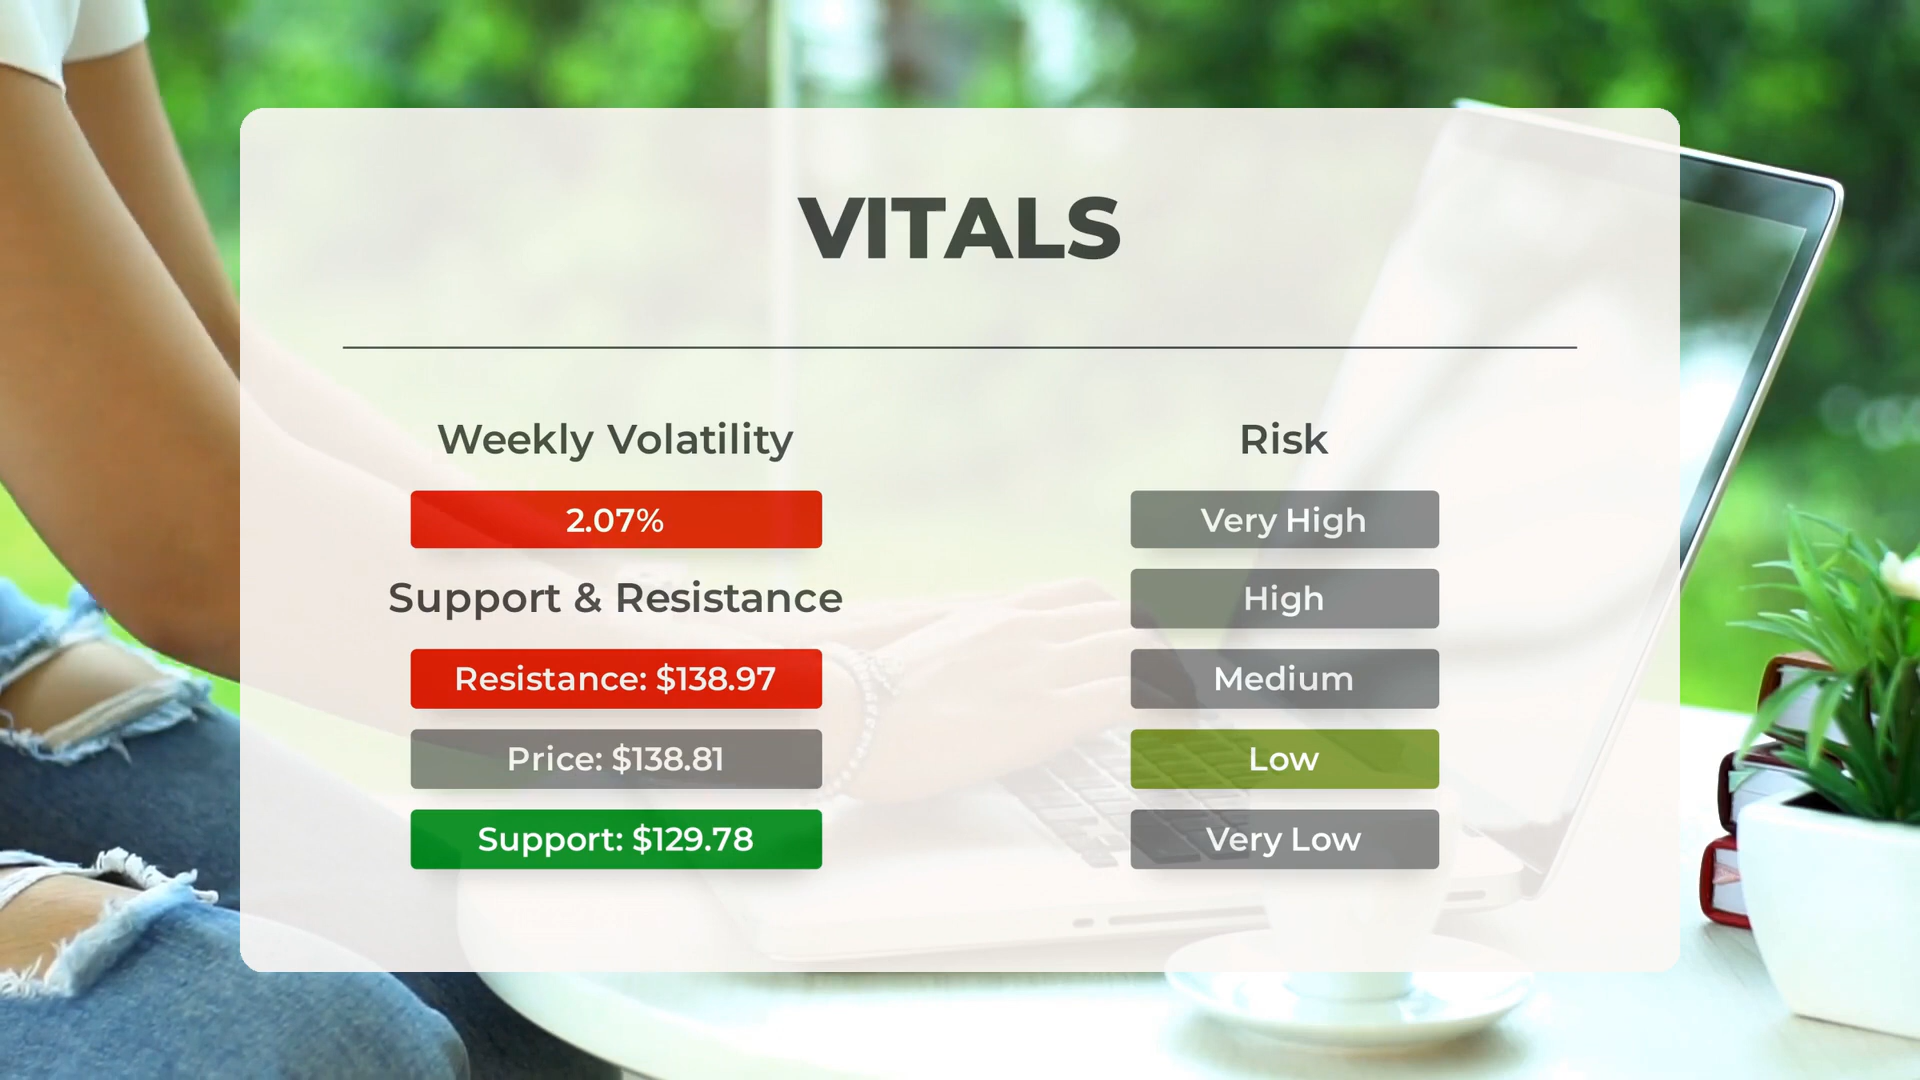 VITALS
Weekly Volatility
2.07%
Support & Resistance
Resistance: $138.97
Price: $138.81
Support: $129.78
Risk
Very High
High
Medium
Low
Very Low